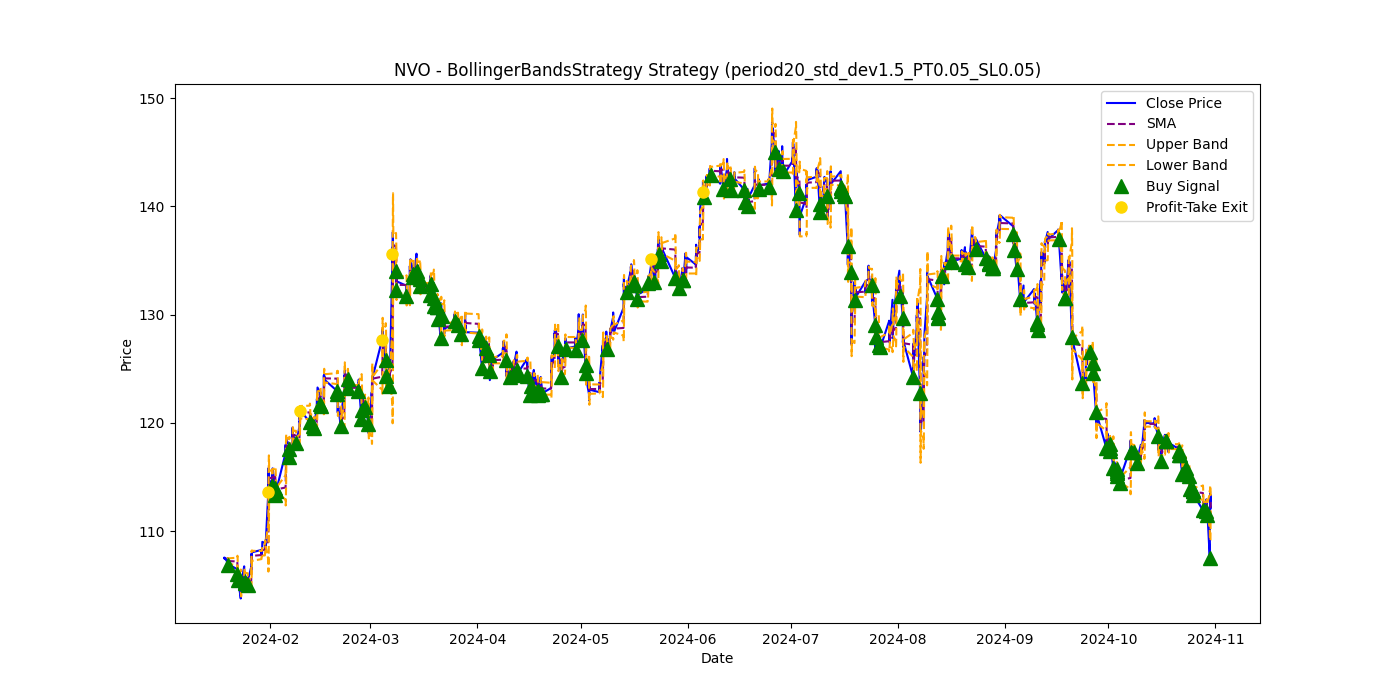 NVO - BollingerBandsStrategy Strategy (period20_std_dev1.5_PT0.05_SL0.05)
Close Price
SMA
Upper Band
Lower Band
Buy Signal
Profit-Take Exit
Price
150
140
130
120
110
2024-02 2024-03 2024-04 2024-05 2024-06 2024-07 2024-08 2024-09 2024-10 2024-11
Date